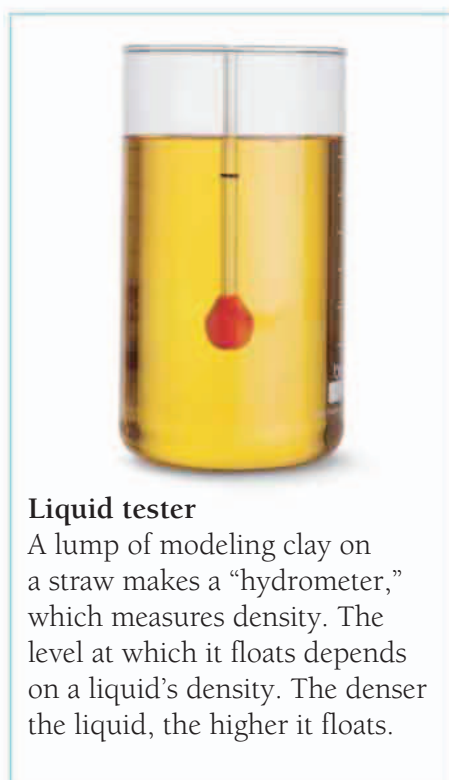 Liquid tester
A lump of modeling clay on
a straw makes a “hydrometer,”
which measures density. The
level at which it floats depends
on a liquid’s density. The denser
the liquid, the higher it floats.